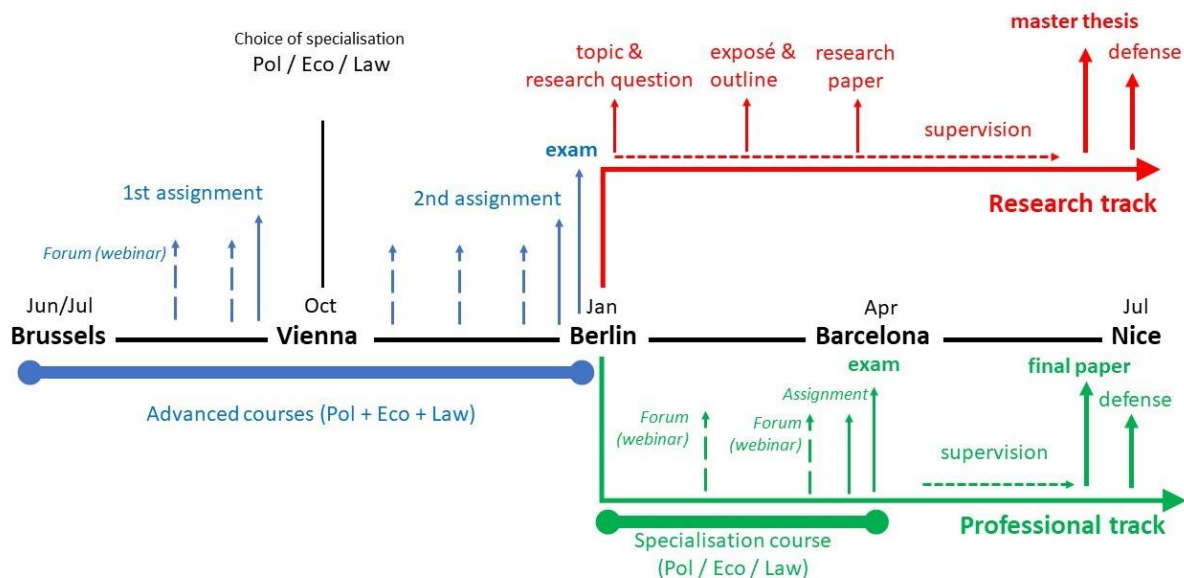 Choice of specialisation
Pol / Eco / Law
1st assignment
Forum (webinar)
2nd assignment
exam
topic &
research question
exposé &
outline
research
paper
supervision
master thesis
defense
Research track
Jun/Jul
Brussels
Oct
Vienna
Jan
Berlin
Apr
Barcelona
Jul
Nice
Advanced courses (Pol + Eco + Law)
Forum
(webinar)
Forum
(webinar)
Assignment
exam
supervision
final paper
defense
Professional track
Specialisation course
(Pol / Eco / Law)